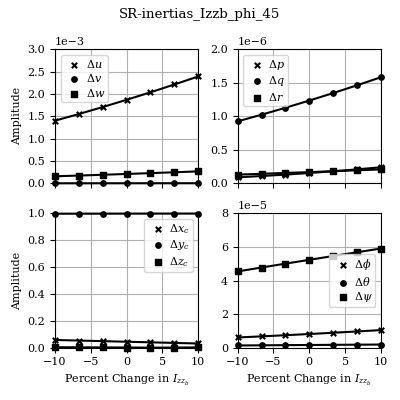 SR-inertias_Izzb_phi_45
1e−3
3.0
2.5
2.0
1.5
1.0
0.5
0.0
Amplitude
Δu
Δv
Δw
1e−6
2.0
1.5
1.0
0.5
0.0
Δp
Δq
Δr
1.0
0.8
0.6
0.4
0.2
0.0
Amplitude
Δx_c
Δy_c
Δz_c
−10 −5 0 5 10
Percent Change in I_{zz_b}
1e−5
8
6
4
2
0
Δϕ
Δθ
Δψ
−10 −5 0 5 10
Percent Change in I_{zz_b}